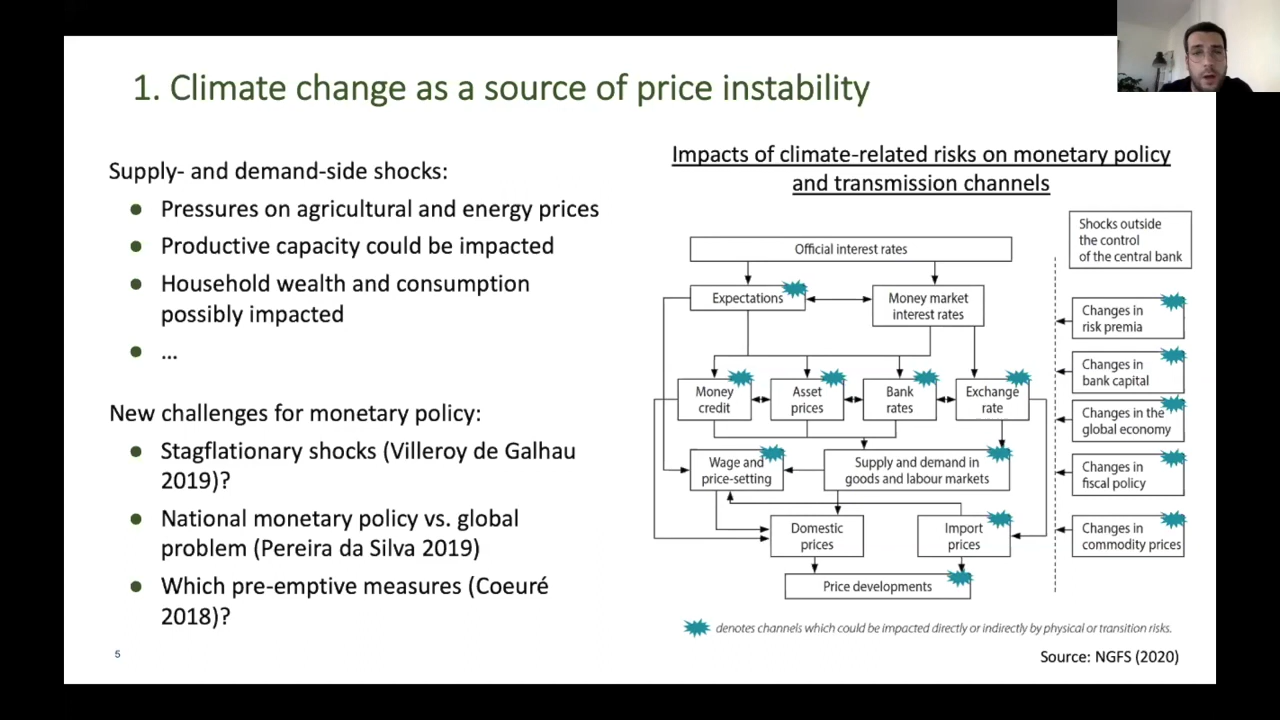 1. Climate change as a source of price instability
Supply- and demand-side shocks:
● Pressures on agricultural and energy prices
● Productive capacity could be impacted
● Household wealth and consumption
possibly impacted
● ...
New challenges for monetary policy:
● Stagflationary shocks (Villeroy de Galhau
2019)?
● National monetary policy vs. global
problem (Pereira da Silva 2019)
● Which pre-emptive measures (Coeuré
2018)?
5
Impacts of climate-related risks on monetary policy
and transmission channels
Official interest rates
Expectations
Money market
interest rates
Money
credit
Asset
prices
Bank
rates
Exchange
rate
Wage and
price-setting
Supply and demand in
goods and labour markets
Domestic
prices
Import
prices
Price developments
Shocks outside
the control
of the central bank
Changes in
risk premia
Changes in
bank capital
Changes in the
global economy
Changes in
fiscal policy
Changes in
commodity prices
denotes channels which could be impacted directly or indirectly by physical or transition risks.
Source: NGFS (2020)